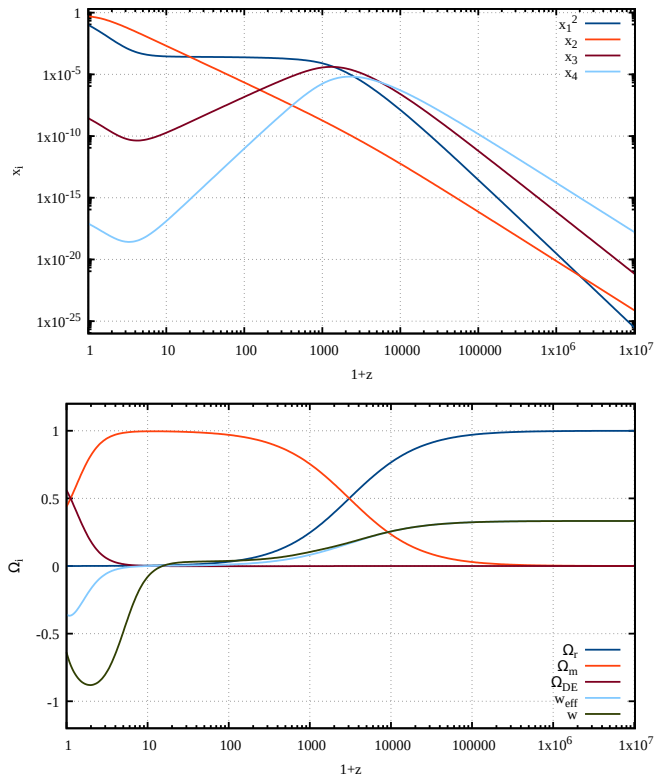 1
1x10^-5
1x10^-10
1x10^-15
1x10^-20
1x10^-25
x_i
1 10 100 1000 10000 100000 1x10^6 1x10^7
1+z
x_1^2
x_2
x_3
x_4
1
0.5
0
-0.5
-1
Ω_i
1 10 100 1000 10000 100000 1x10^6 1x10^7
1+z
Ω_r
Ω_m
Ω_DE
w_eff
w